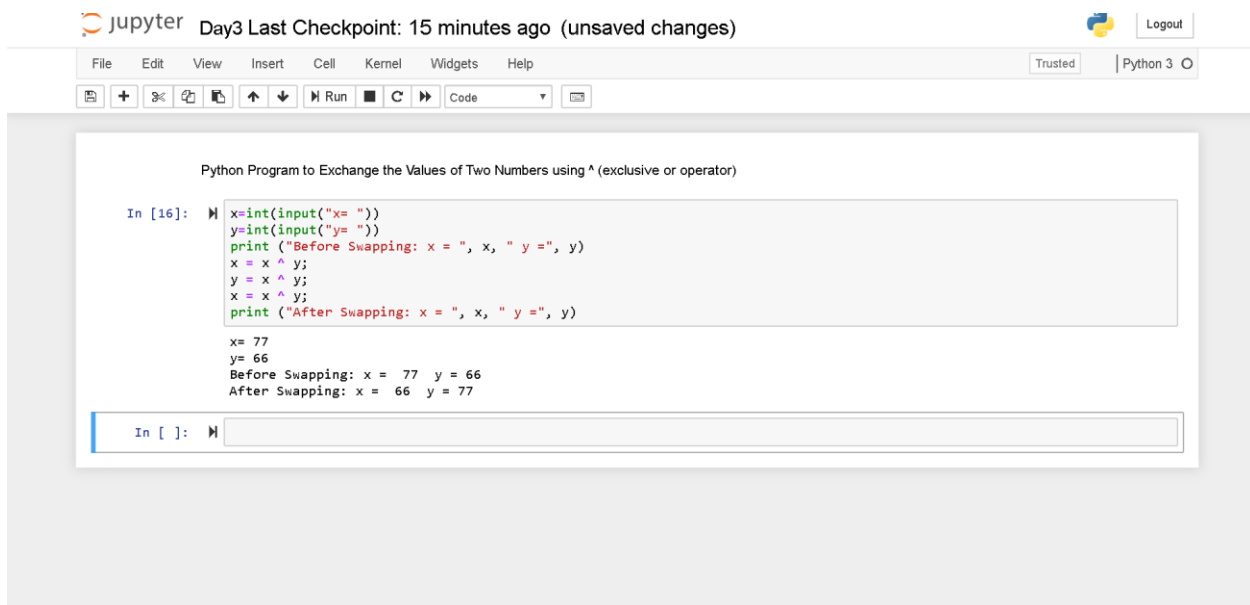 jupyter Day3 Last Checkpoint: 15 minutes ago (unsaved changes) Logout
File Edit View Insert Cell Kernel Widgets Help Trusted Python 3
Run Code
Python Program to Exchange the Values of Two Numbers using ^ (exclusive or operator)
In [16]: x=int(input("x= "))
y=int(input("y= "))
print ("Before Swapping: x = ", x, " y =", y)
x = x ^ y;
y = x ^ y;
x = x ^ y;
print ("After Swapping: x = ", x, " y =", y)
x= 77
y= 66
Before Swapping: x =  77  y = 66
After Swapping: x =  66  y = 77
In [ ]: